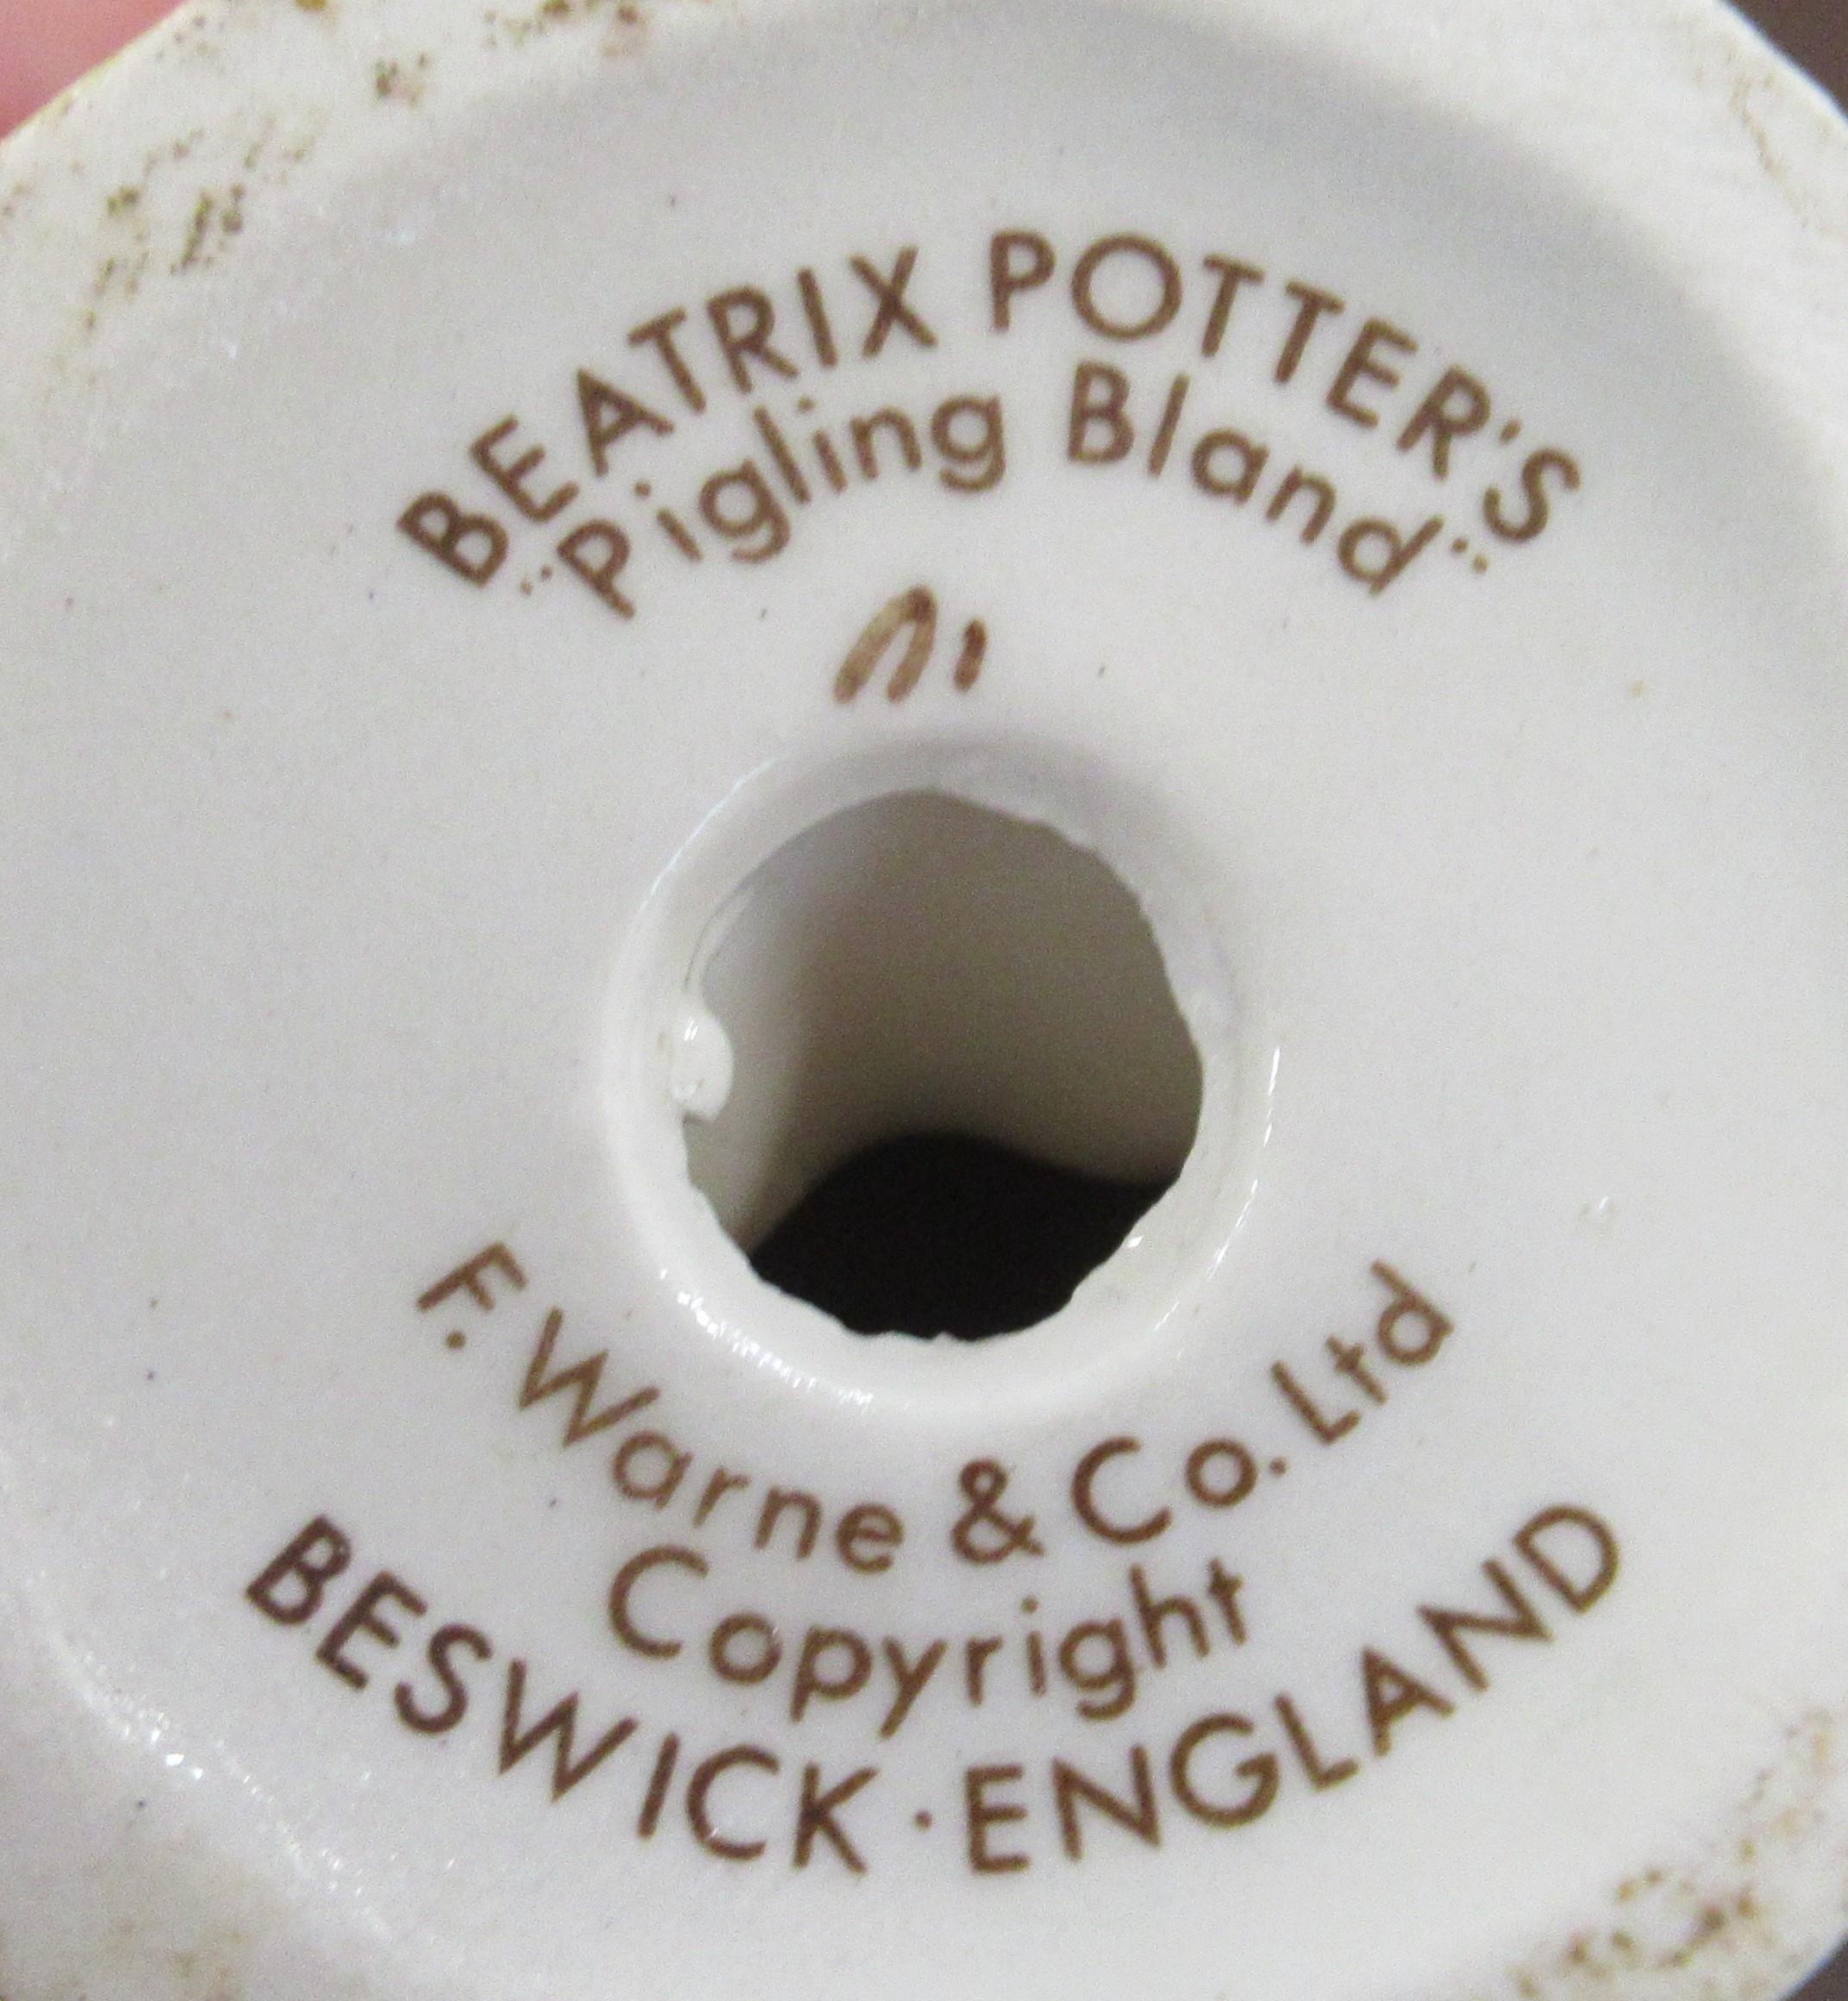 BEATRIX POTTER'S
"Pigling Bland"
F. Warne & Co. Ltd
Copyright
BESWICK · ENGLAND